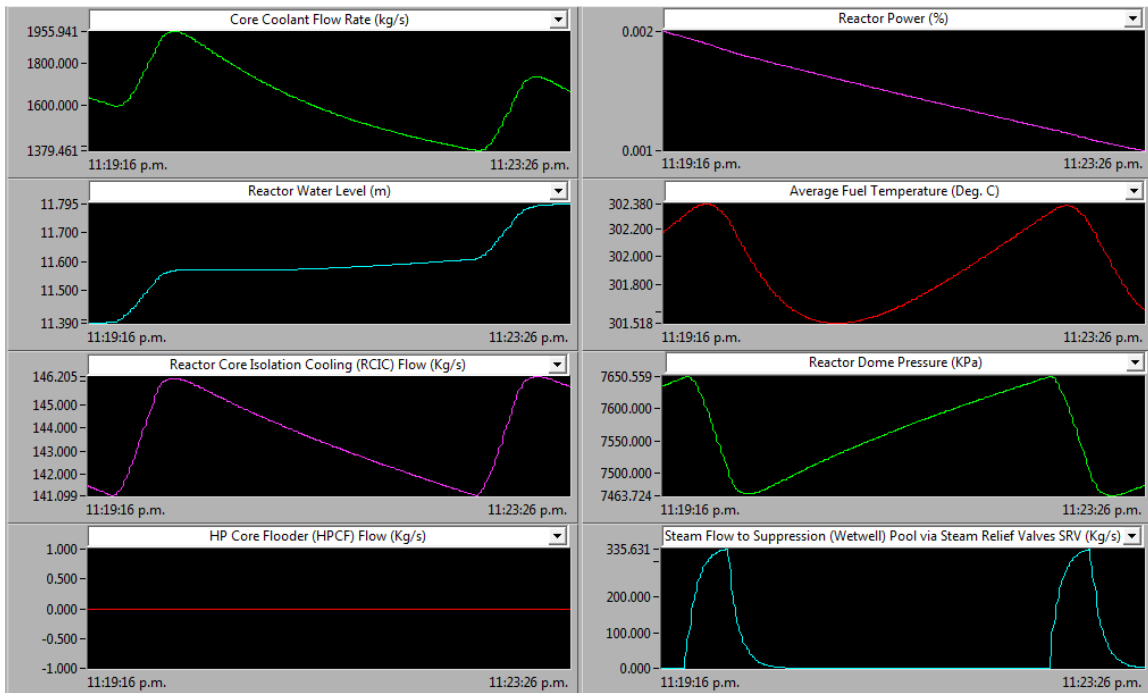 Core Coolant Flow Rate (kg/s)
1955.941
1800.000
1600.000
1379.461
11:19:16 p.m. 11:23:26 p.m.
Reactor Power (%)
0.002
0.001
11:19:16 p.m. 11:23:26 p.m.
Reactor Water Level (m)
11.795
11.700
11.600
11.500
11.390
11:19:16 p.m. 11:23:26 p.m.
Average Fuel Temperature (Deg. C)
302.380
302.200
302.000
301.800
301.518
11:19:16 p.m. 11:23:26 p.m.
Reactor Core Isolation Cooling (RCIC) Flow (Kg/s)
146.205
145.000
144.000
143.000
142.000
141.099
11:19:16 p.m. 11:23:26 p.m.
Reactor Dome Pressure (KPa)
7650.559
7600.000
7550.000
7500.000
7463.724
11:19:16 p.m. 11:23:26 p.m.
HP Core Flooder (HPCF) Flow (Kg/s)
1.000
0.500
0.000
-0.500
-1.000
11:19:16 p.m. 11:23:26 p.m.
Steam Flow to Suppression (Wetwell) Pool via Steam Relief Valves SRV (Kg/s)
335.631
200.000
100.000
0.000
11:19:16 p.m. 11:23:26 p.m.